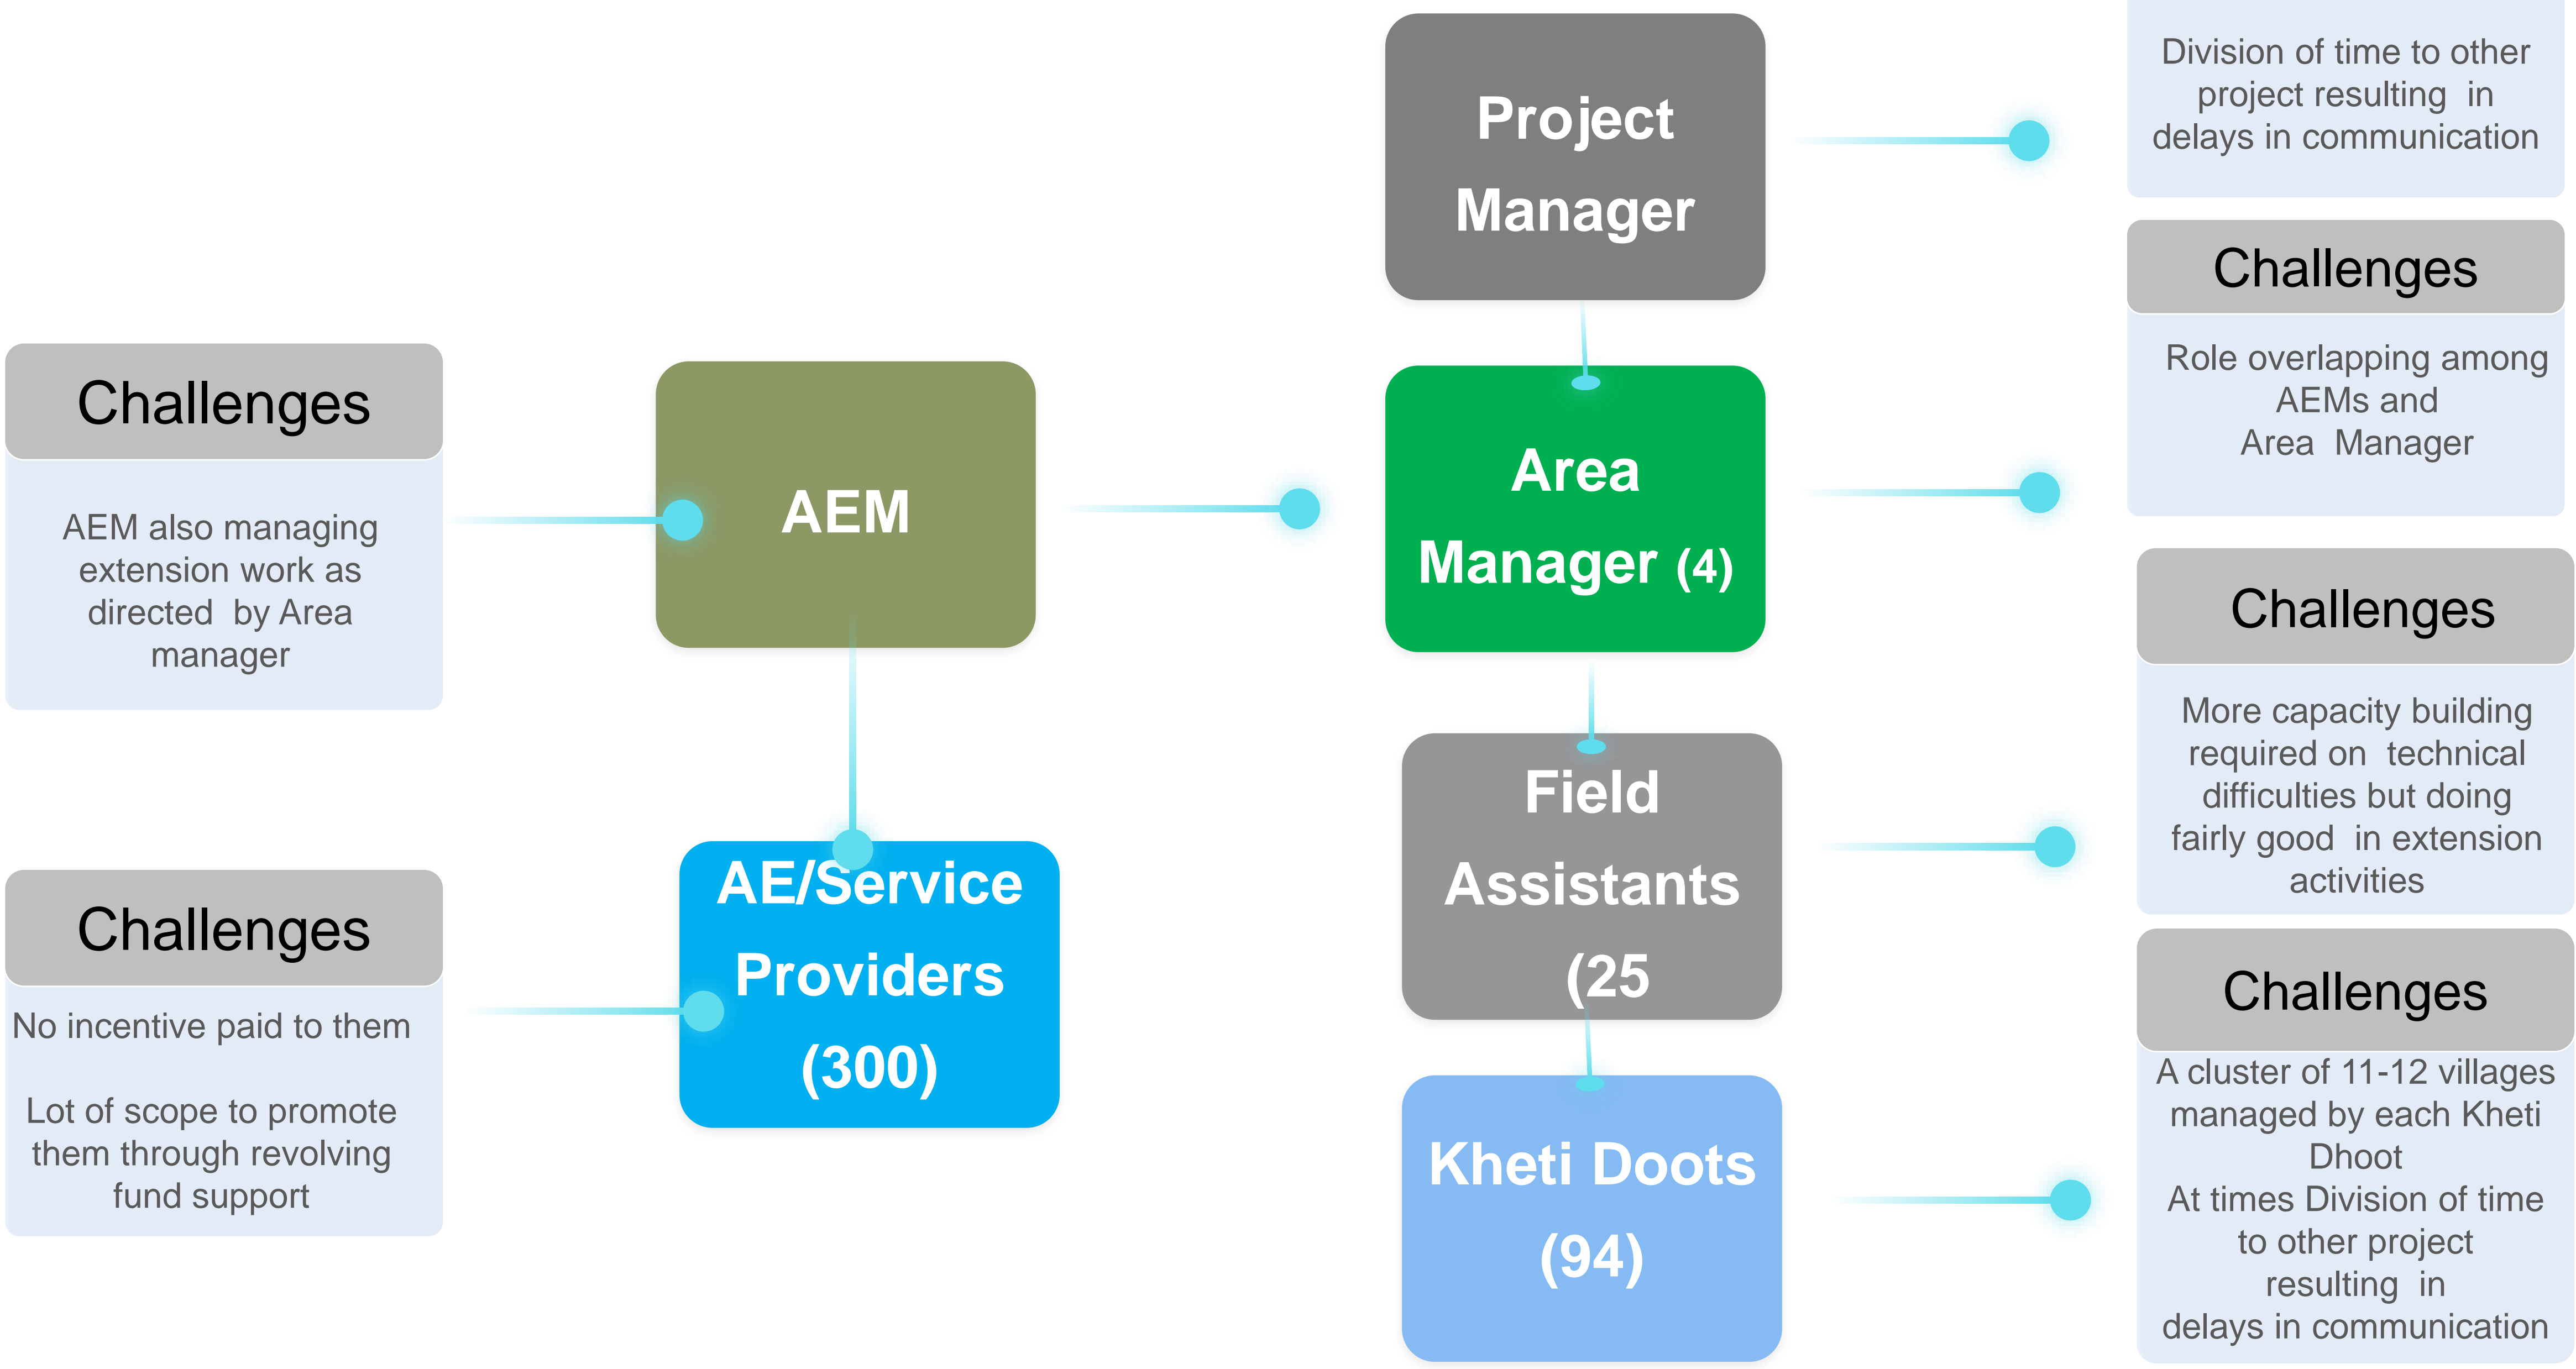 Project
Manager
Division of time to other
project resulting in
delays in communication
Challenges
Role overlapping among
AEMs and
Area Manager
Challenges
AEM also managing
extension work as
directed by Area
manager
AEM
Area
Manager (4)
Challenges
More capacity building
required on technical
difficulties but doing
fairly good in extension
activities
Field
Assistants
(25
Challenges
No incentive paid to them
Lot of scope to promote
them through revolving
fund support
AE/Service
Providers
(300)
Kheti Doots
(94)
Challenges
A cluster of 11-12 villages
managed by each Kheti
Dhoot
At times Division of time
to other project
resulting in
delays in communication